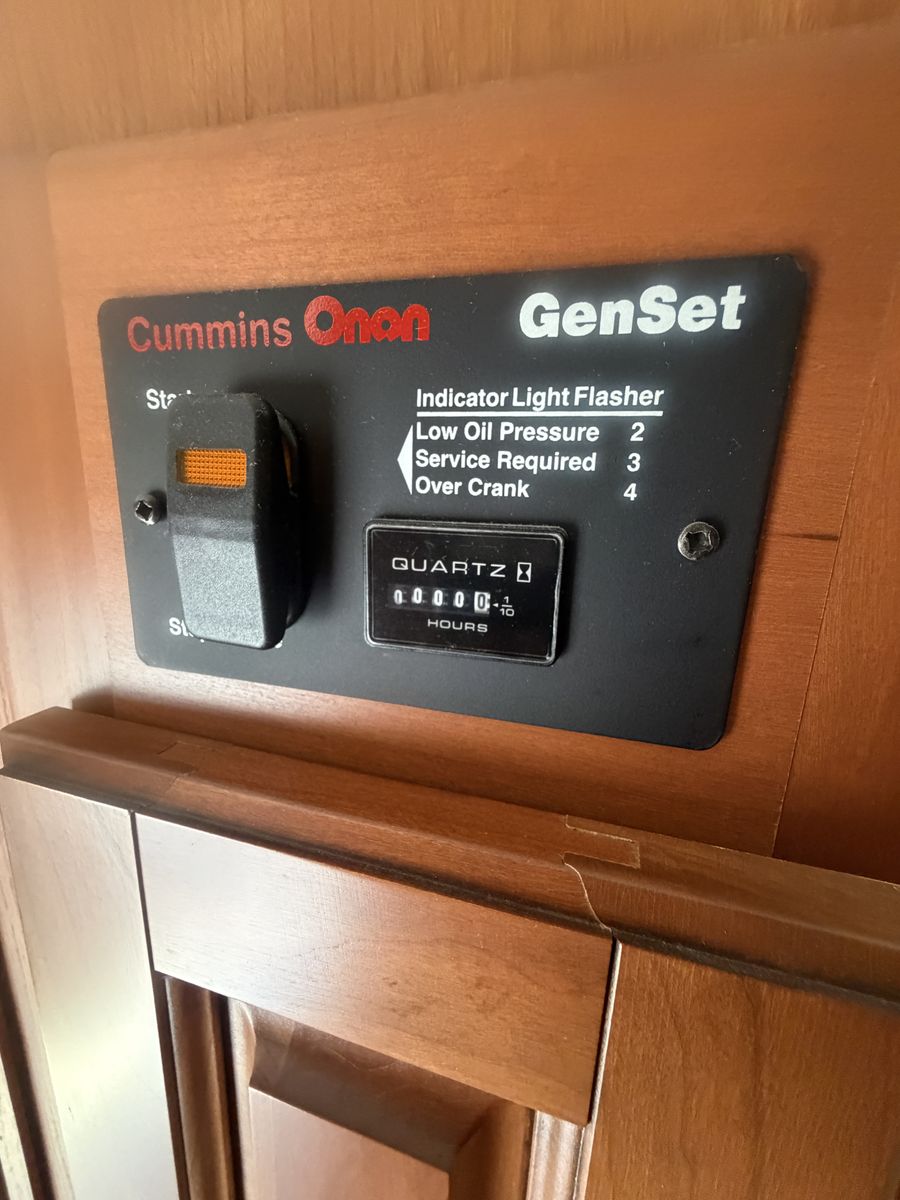 Cummins Onan GenSet
Indicator Light Flasher
Low Oil Pressure 2
Service Required 3
Over Crank 4
QUARTZ
00000 1/10
HOURS